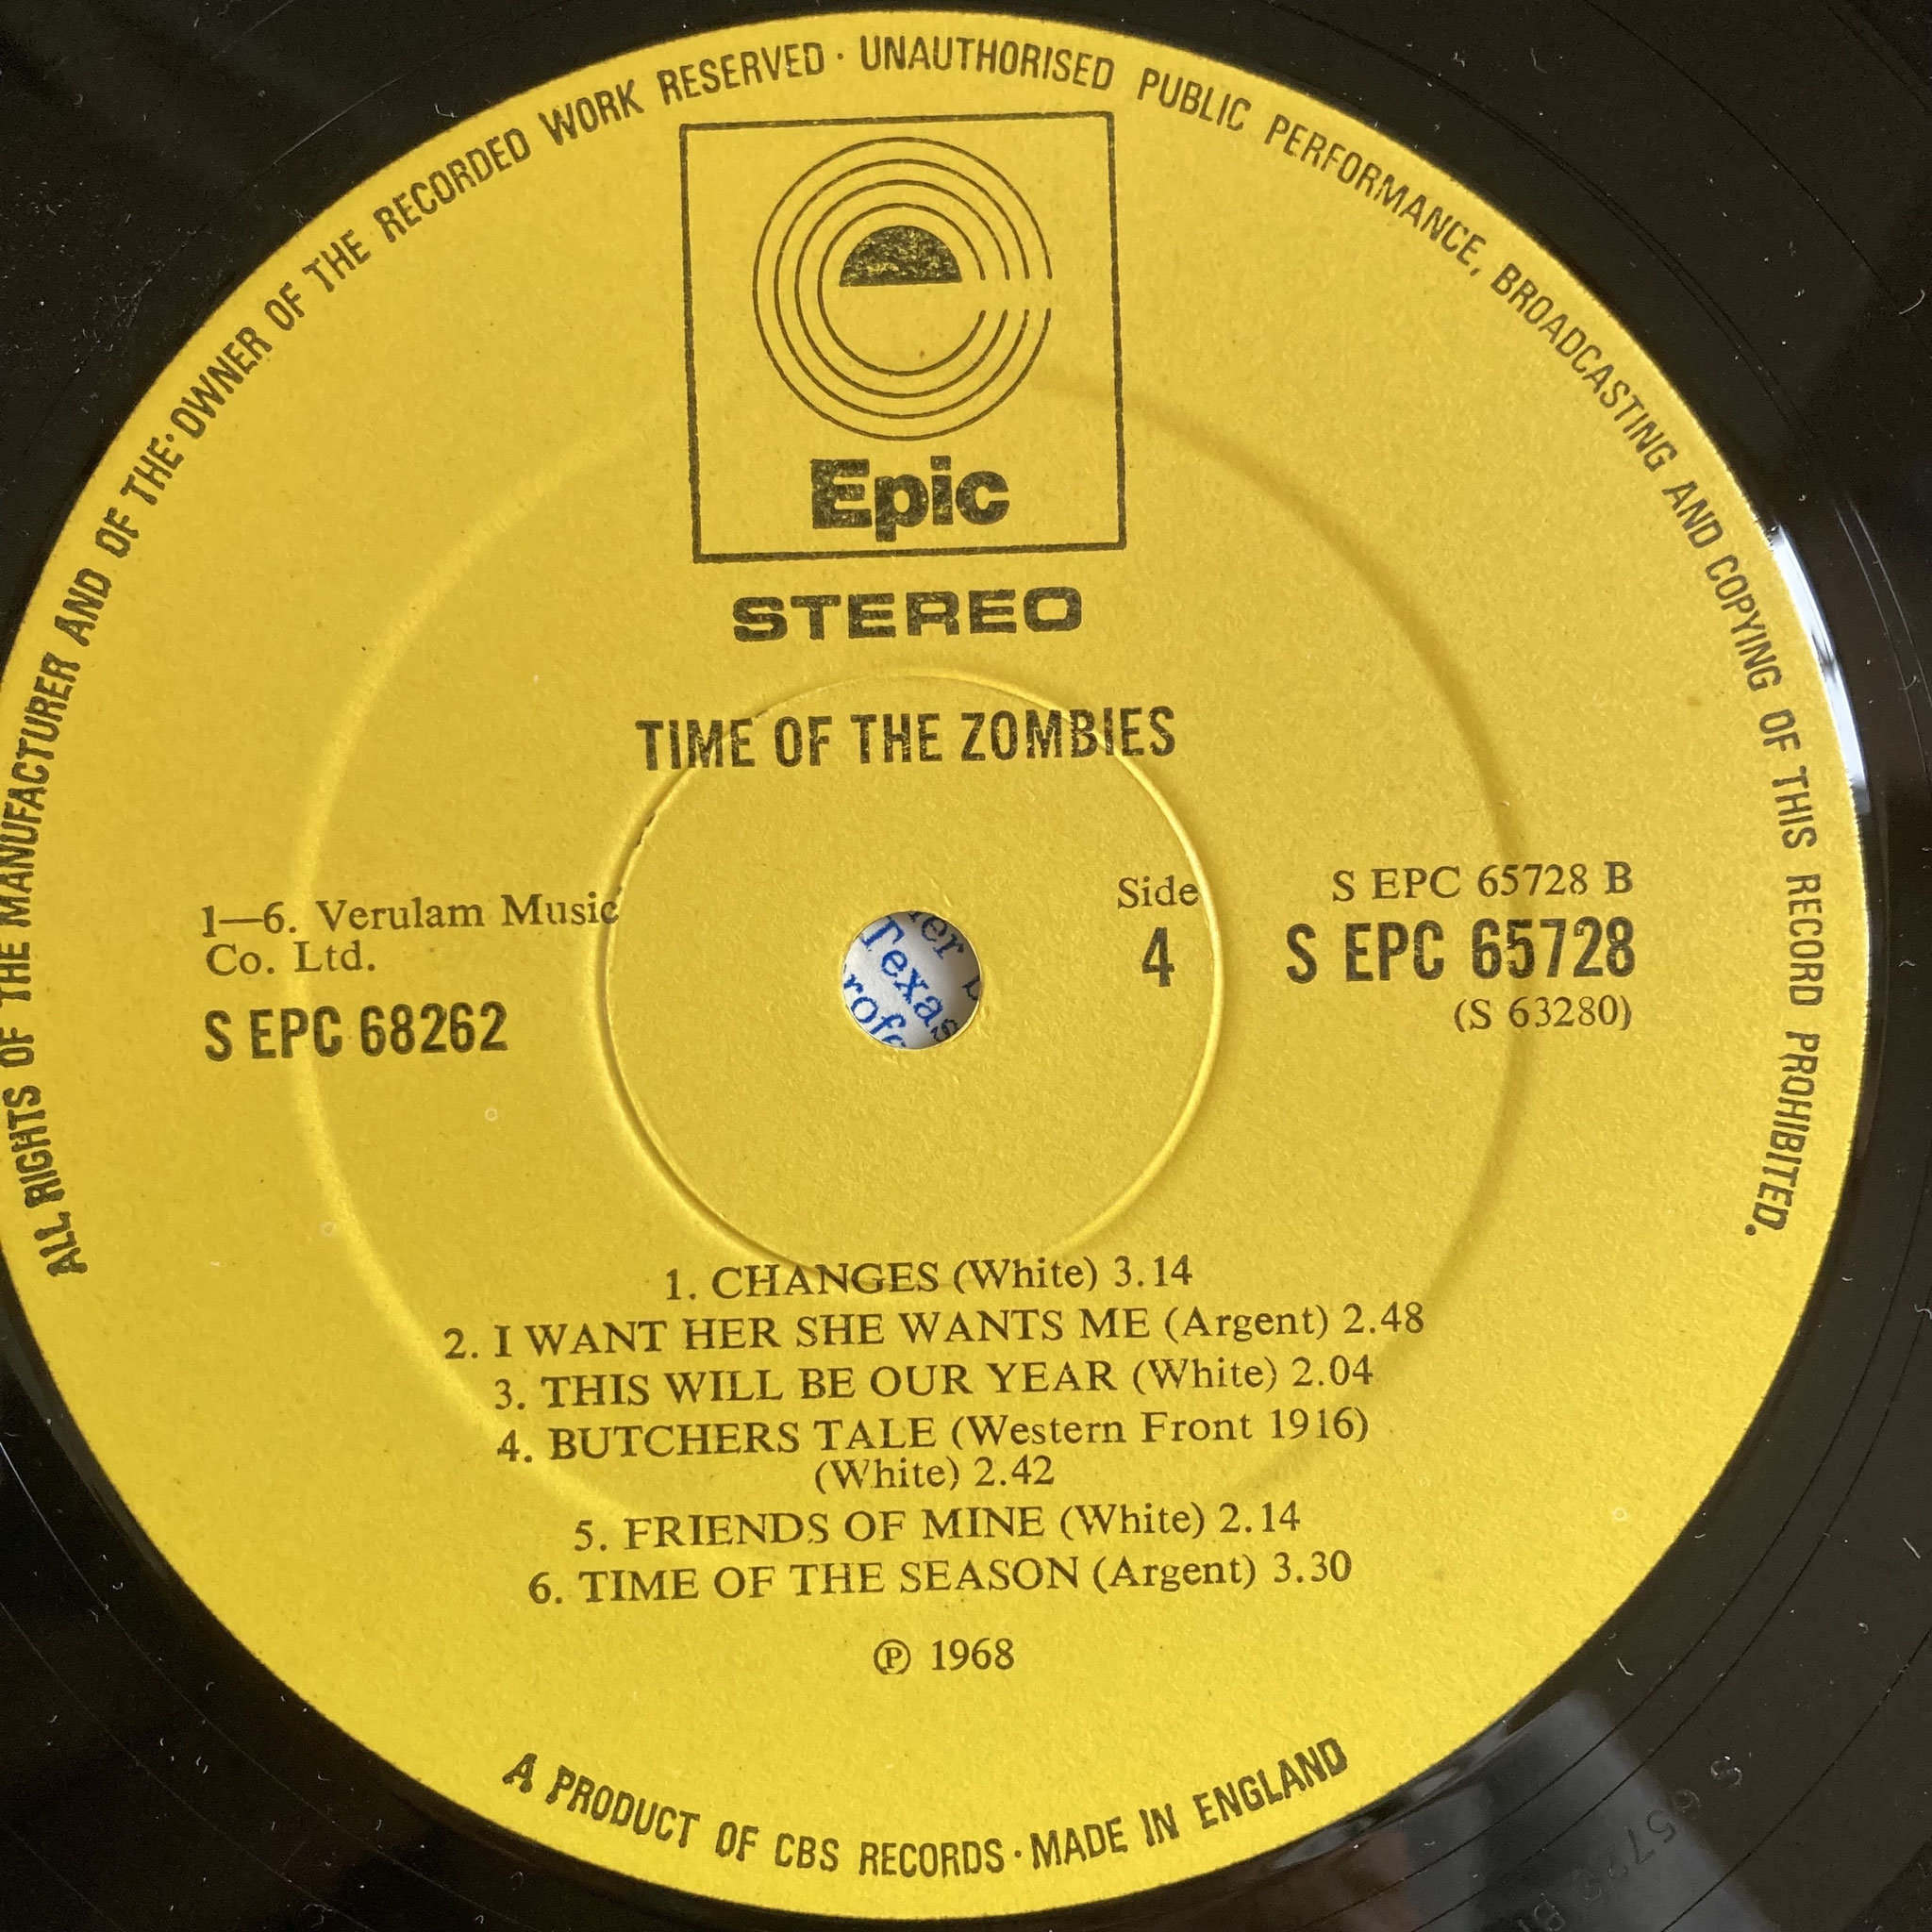 ALL RIGHTS OF THE MANUFACTURER AND OF THE OWNER OF THE RECORDED WORK RESERVED · UNAUTHORISED PUBLIC PERFORMANCE, BROADCASTING AND COPYING OF THIS RECORD PROHIBITED.
Epic
STEREO
TIME OF THE ZOMBIES
1—6. Verulam Music
Co. Ltd.
S EPC 68262
Texas
Side
4
S EPC 65728 B
S EPC 65728
(S 63280)
1. CHANGES (White) 3.14
2. I WANT HER SHE WANTS ME (Argent) 2.48
3. THIS WILL BE OUR YEAR (White) 2.04
4. BUTCHERS TALE (Western Front 1916)
(White) 2.42
5. FRIENDS OF MINE (White) 2.14
6. TIME OF THE SEASON (Argent) 3.30
℗ 1968
A PRODUCT OF CBS RECORDS · MADE IN ENGLAND